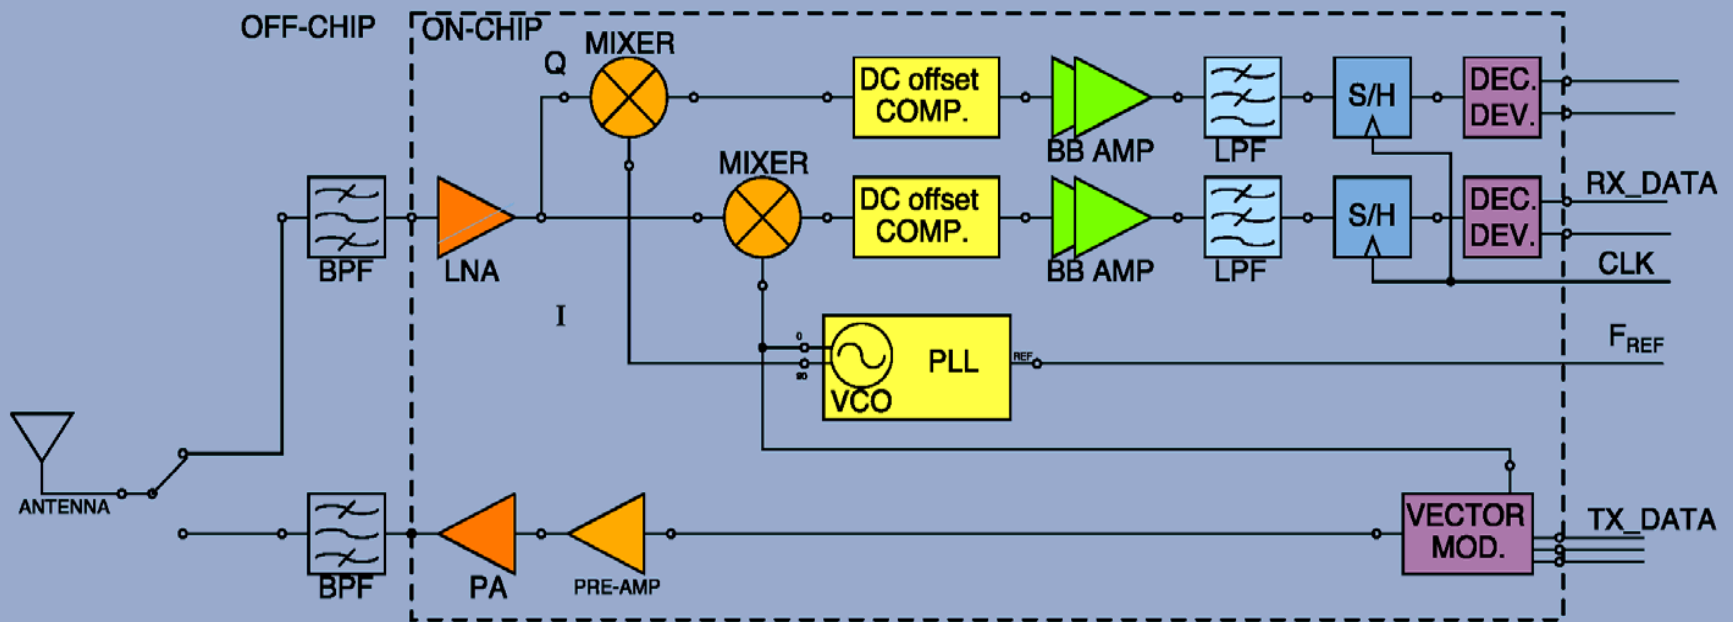 OFF-CHIP
ON-CHIP
Q
MIXER
DC offset
COMP.
BB AMP
LPF
S/H
DEC.
DEV.
BPF
LNA
MIXER
DC offset
COMP.
BB AMP
LPF
S/H
DEC.
DEV.
RX_DATA
CLK
I
0
90
VCO
PLL
REF
FREF
ANTENNA
BPF
PA
PRE-AMP
VECTOR
MOD.
TX_DATA